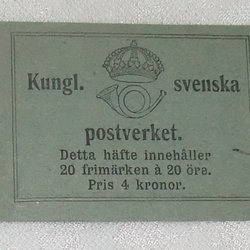 Kungl. svenska
postverket.
Detta häfte innehåller
20 frimärken à 20 öre.
Pris 4 kronor.